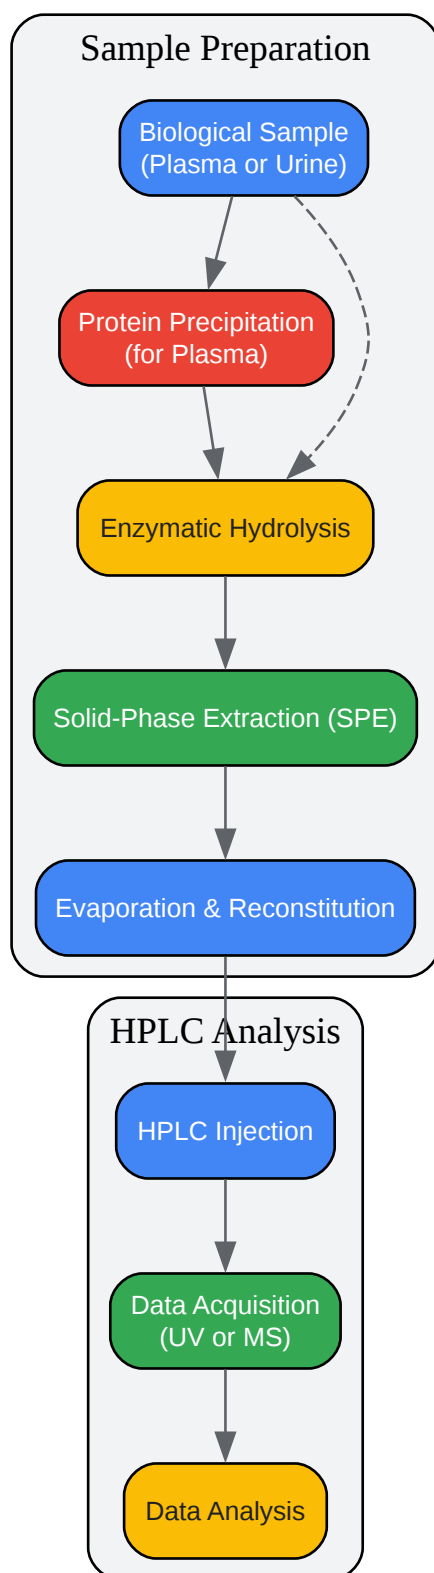 Sample Preparation
Biological Sample
(Plasma or Urine)
Protein Precipitation
(for Plasma)
Enzymatic Hydrolysis
Solid-Phase Extraction (SPE)
Evaporation & Reconstitution
HPLC Analysis
HPLC Injection
Data Acquisition
(UV or MS)
Data Analysis